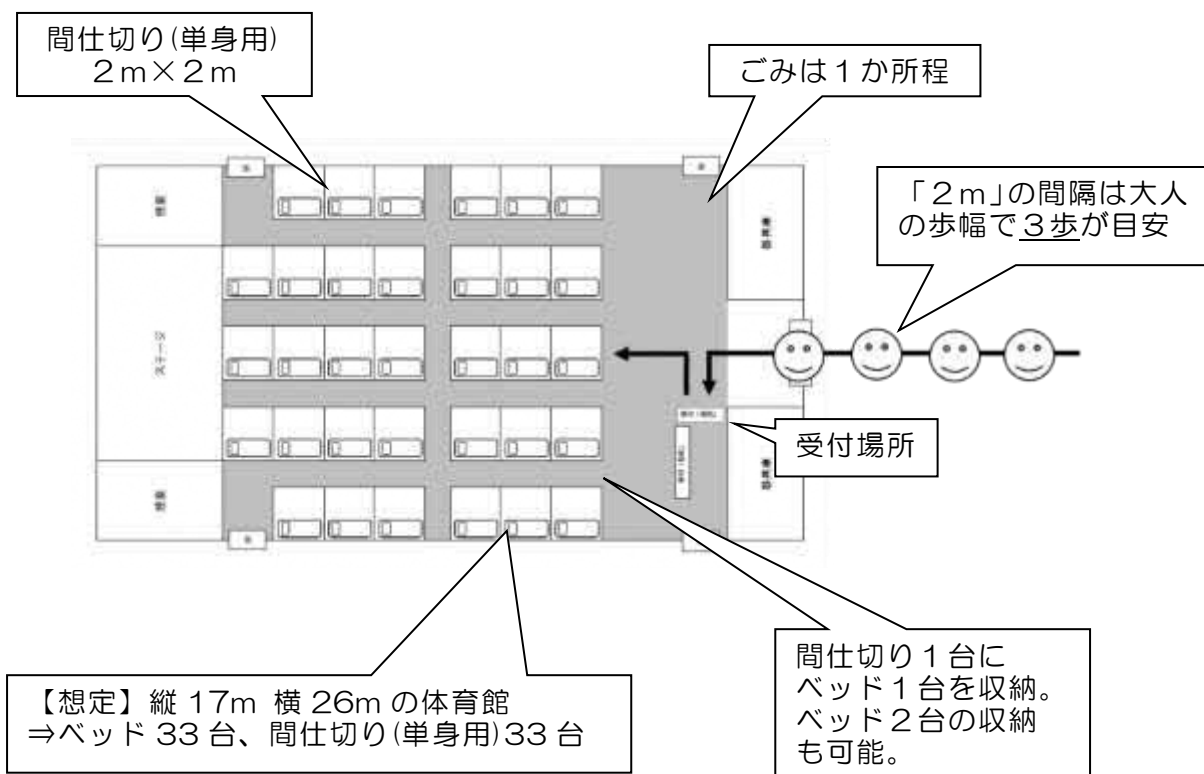 間仕切り(単身用)
2m×2m
ごみは1か所程
「2m」の間隔は大人
の歩幅で3歩が目安
ステージ
受付場所
間仕切り1台に
ベッド1台を収納。
ベッド2台の収納
も可能。
【想定】縦 17m 横 26m の体育館
⇒ベッド 33 台、間仕切り(単身用)33 台